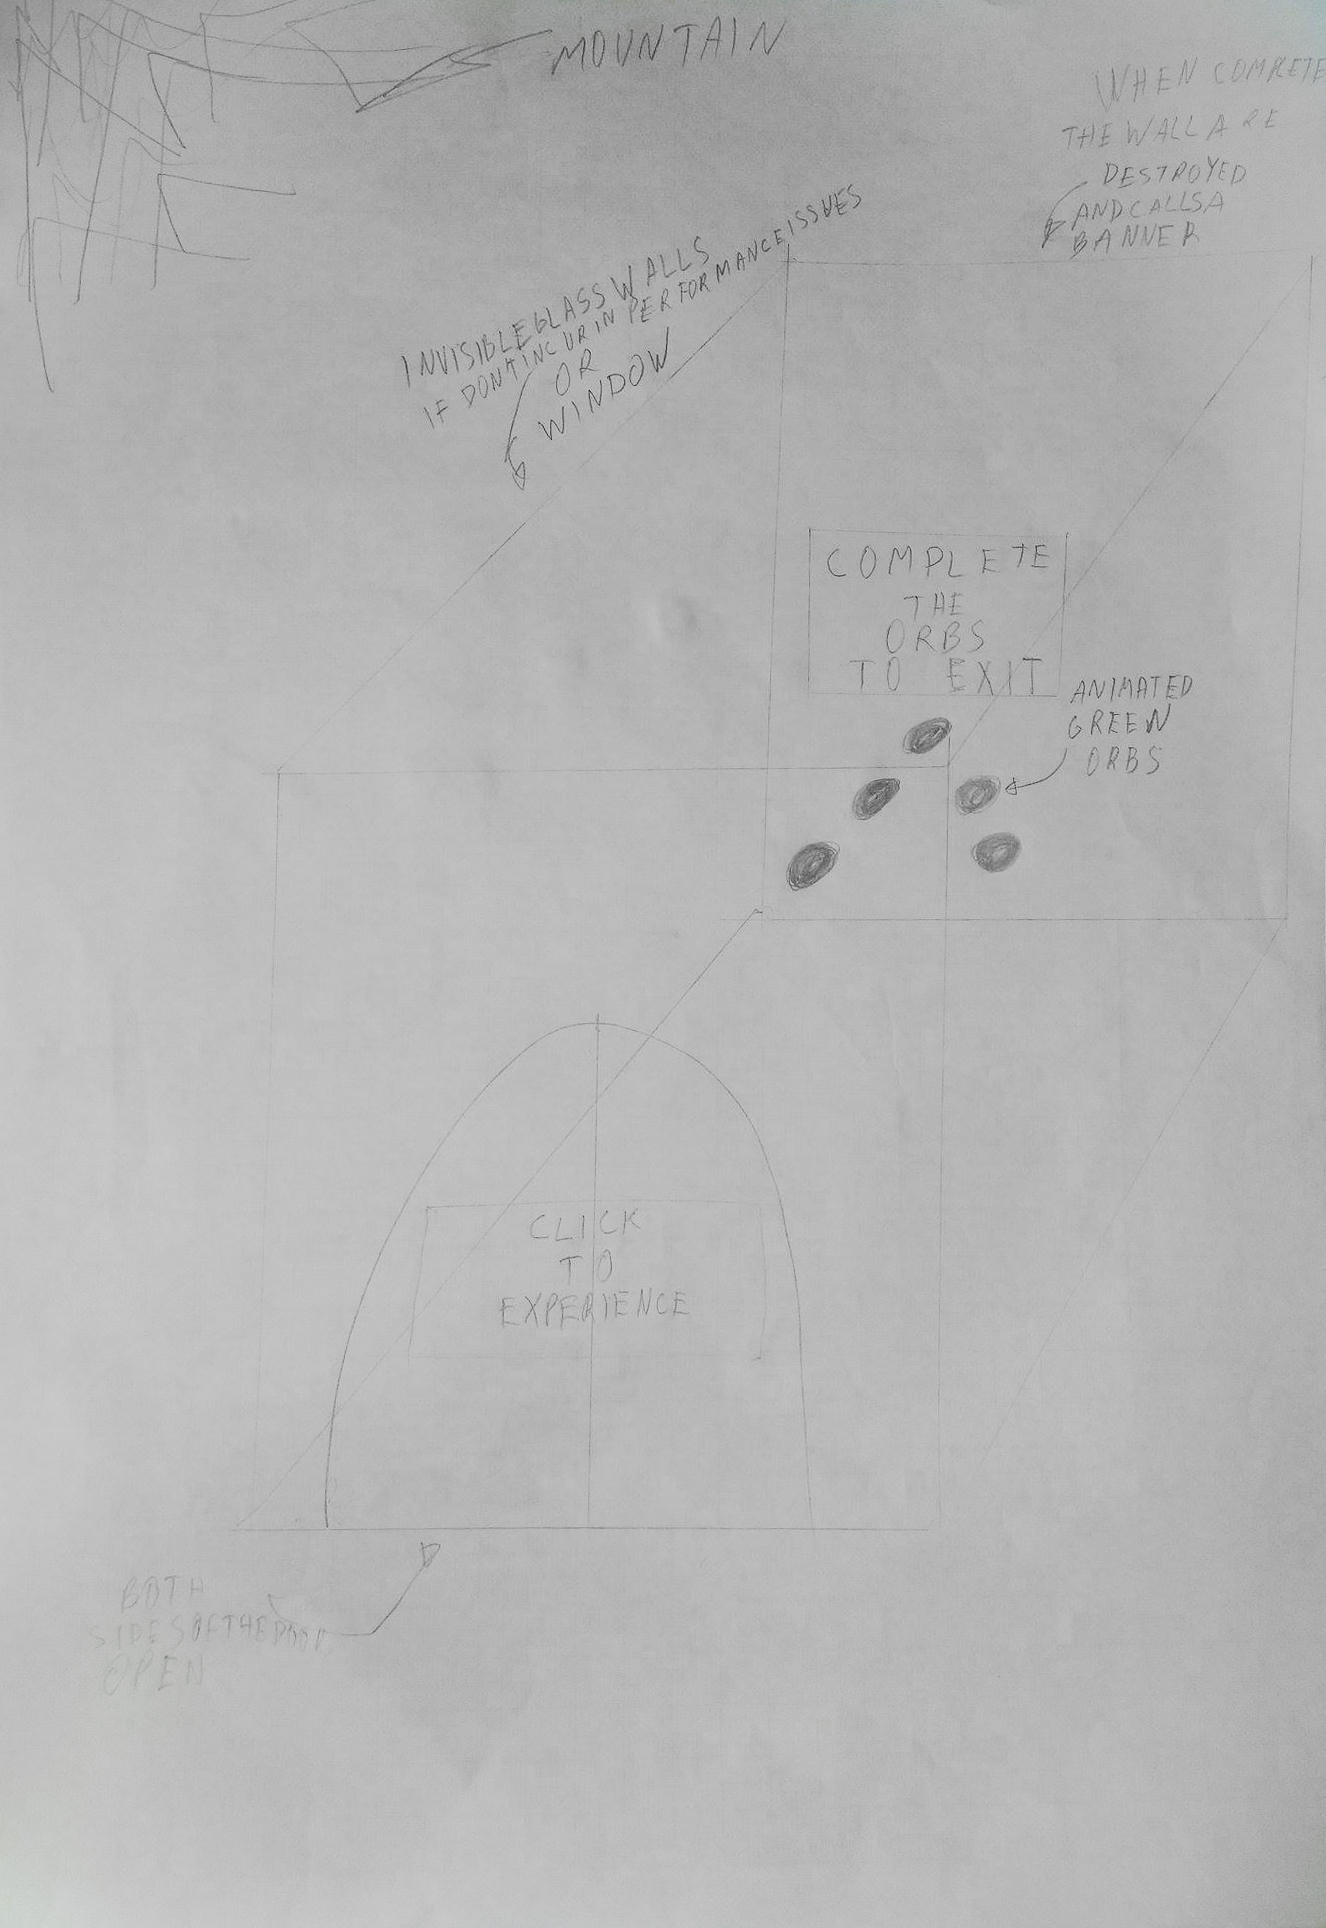 MOUNTAIN
WHEN COMPLETE
THE WALL ARE
DESTROYED
AND CALLS A
BANNER
INVISIBLE GLASS WALLS
IF DONT INCUR IN PERFORMANCE ISSUES
OR
WINDOW
COMPLETE
THE
ORBS
TO EXIT
ANIMATED
GREEN
ORBS
CLICK
TO
EXPERIENCE
BOTH
SIDES OF THE DOOR
OPEN